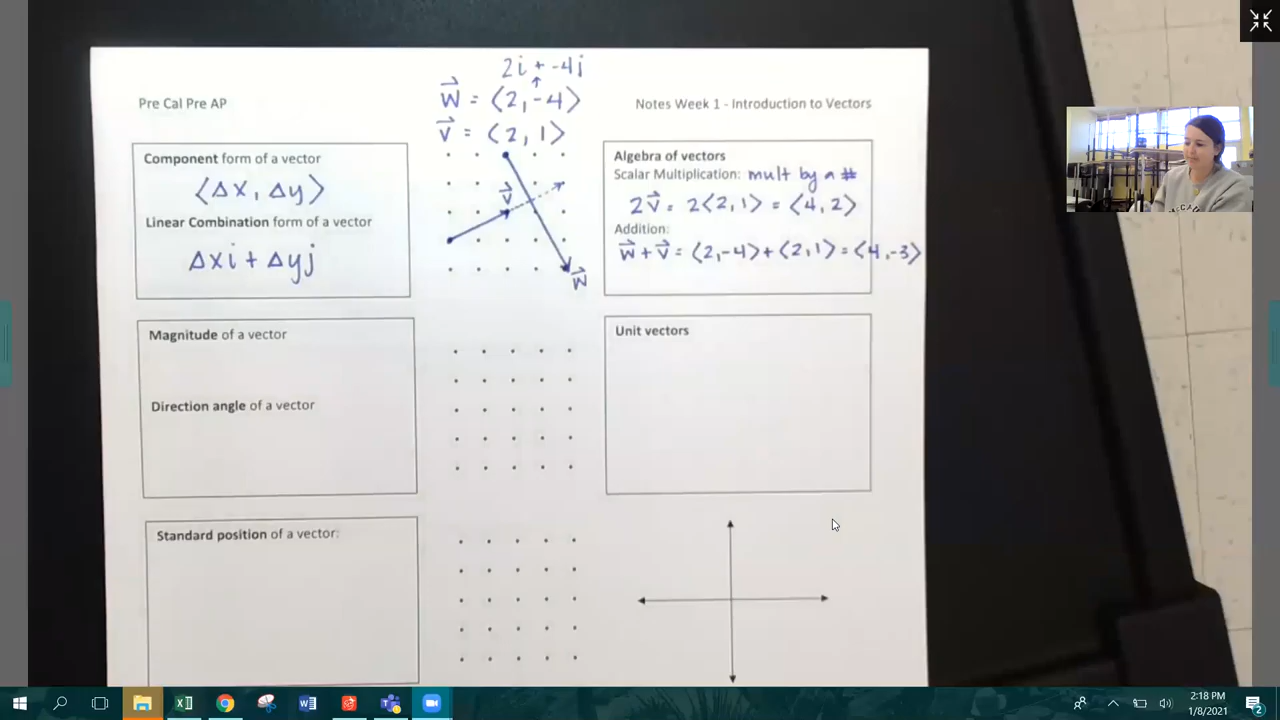 2i + -4j
Pre Cal Pre AP
w = ⟨2, -4⟩
Notes Week 1 - Introduction to Vectors
v = ⟨2, 1⟩
Component form of a vector
⟨Δx, Δy⟩
Linear Combination form of a vector
Δxi + Δyj
v
w
Algebra of vectors
Scalar Multiplication: mult by a #
2v = 2⟨2, 1⟩ = ⟨4, 2⟩
Addition:
w + v = ⟨2, -4⟩ + ⟨2, 1⟩ = ⟨4, -3⟩
Magnitude of a vector
Direction angle of a vector
Unit vectors
Standard position of a vector:
2:18 PM
1/8/2021
2